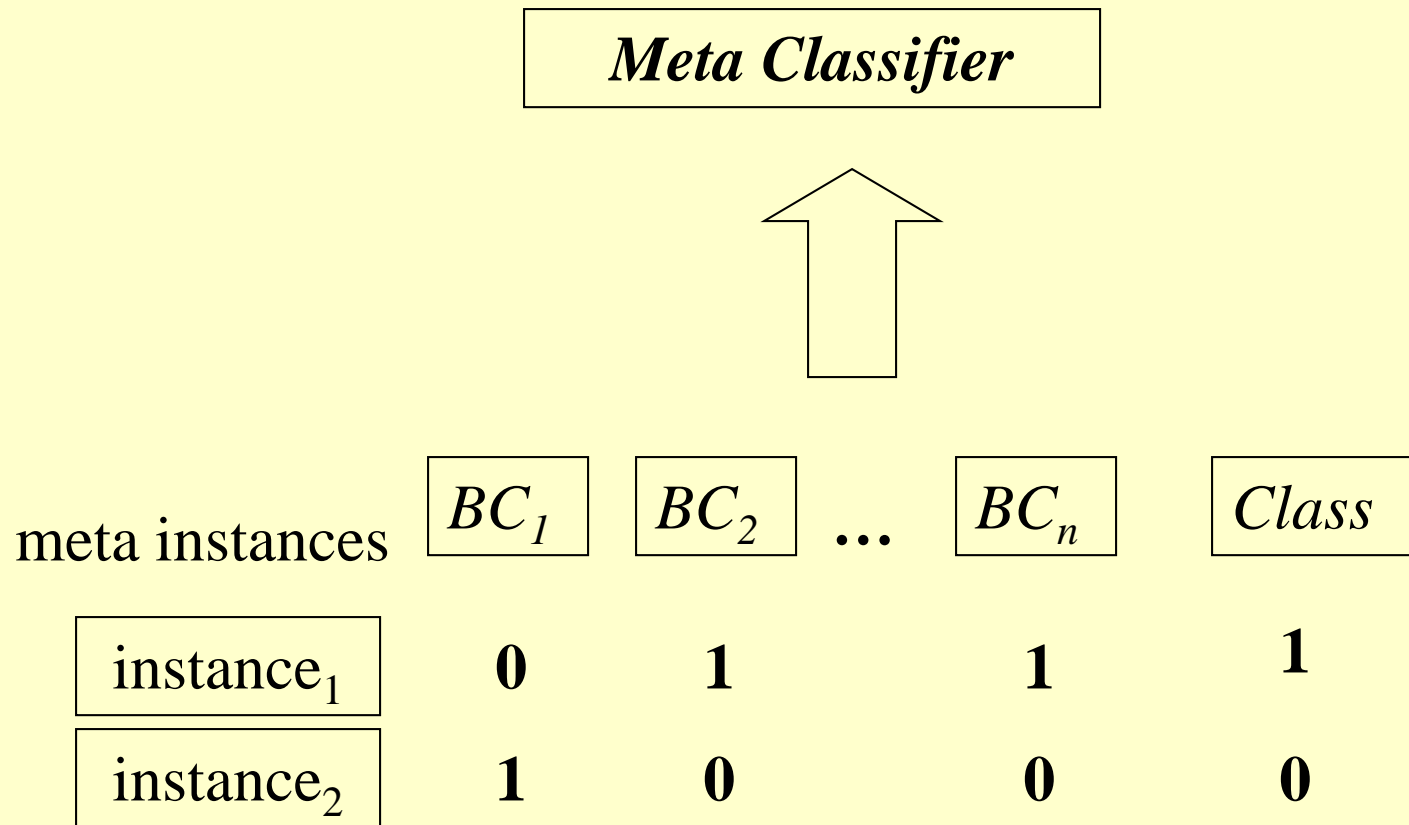 Meta Classifier
meta instances BC₁ BC₂ ... BCₙ Class
instance₁ 0 1 1 1
instance₂ 1 0 0 0